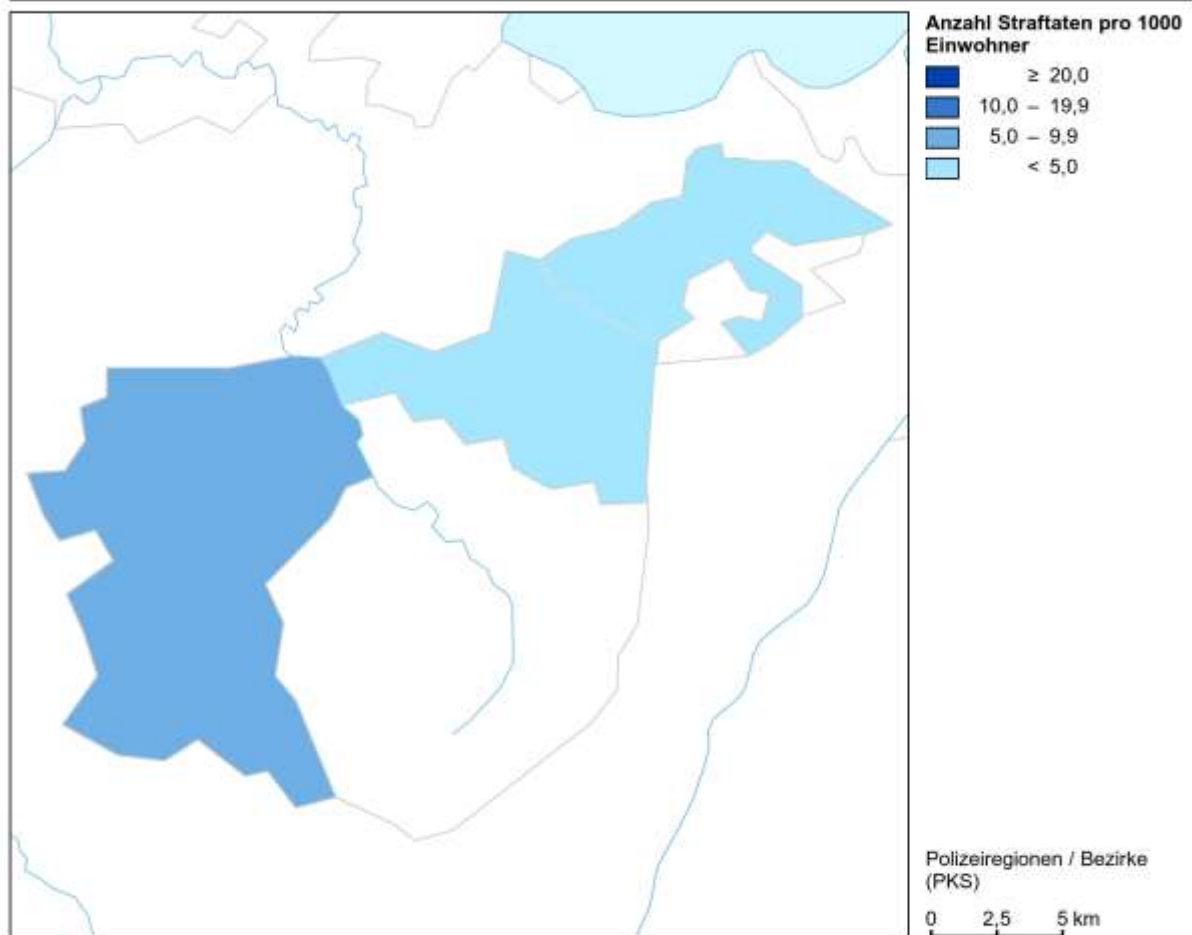 Anzahl Straftaten pro 1000
Einwohner
≥ 20,0
10,0 – 19,9
5,0 – 9,9
< 5,0
Polizeiregionen / Bezirke
(PKS)
0 2,5 5 km